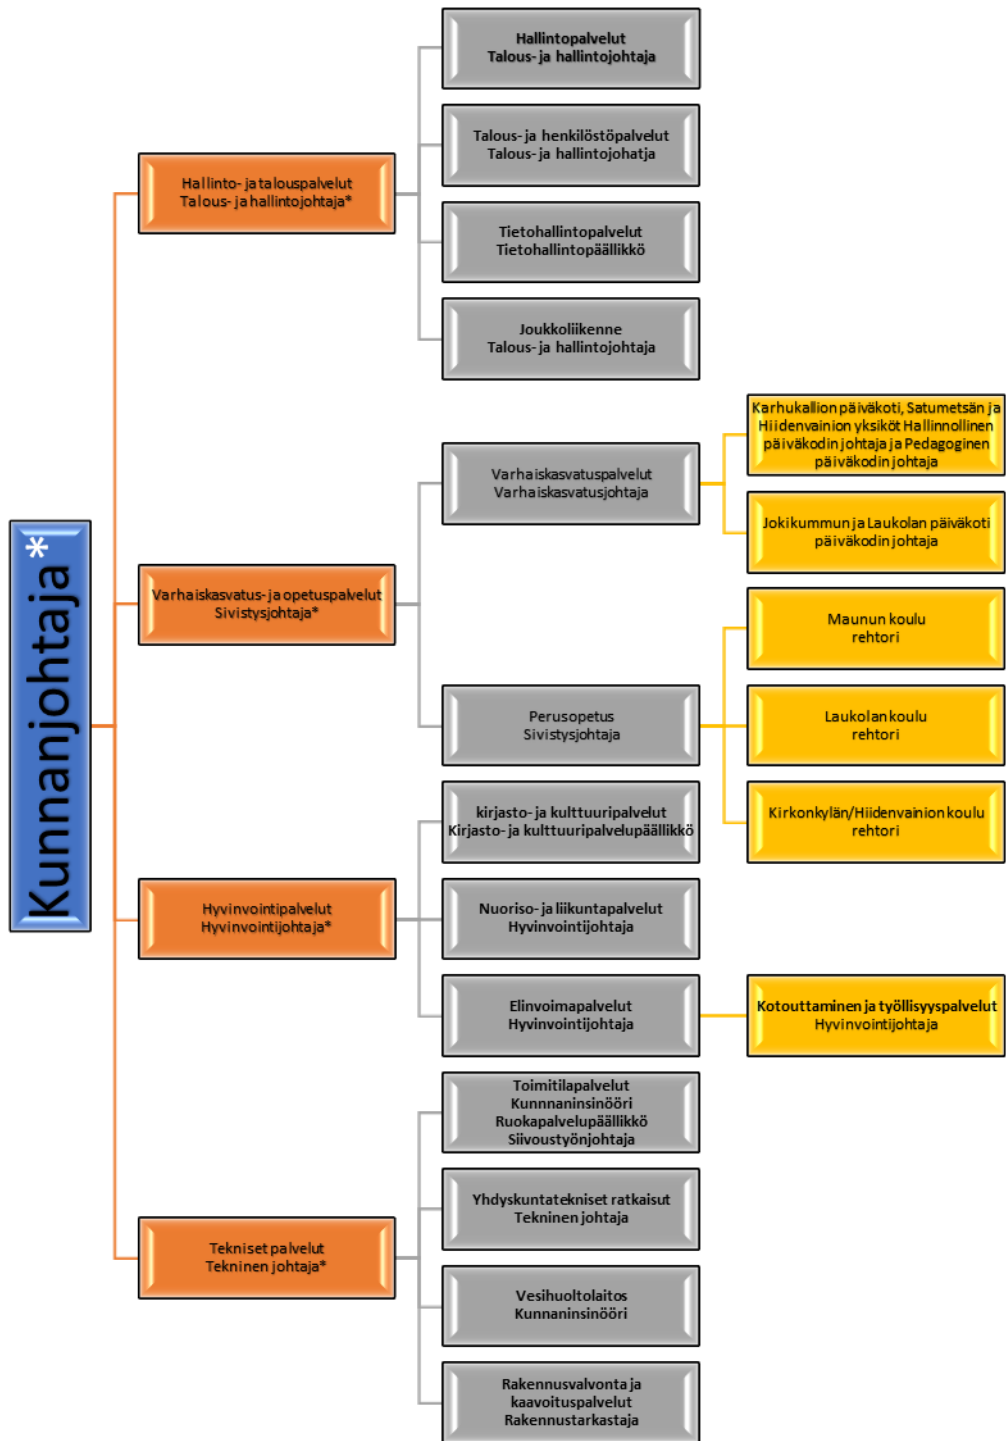 Kunnanjohtaja*
Hallinto- ja talouspalvelut
Talous- ja hallintojohtaja*
Hallintopalvelut
Talous- ja hallintojohtaja
Talous- ja henkilöstöpalvelut
Talous- ja hallintojohatja
Tietohallintopalvelut
Tietohallintopäällikkö
Joukkoliikenne
Talous- ja hallintojohtaja
Varhaiskasvatus- ja opetuspalvelut
Sivistysjohtaja*
Varhaiskasvatuspalvelut
Varhaiskasvatusjohtaja
Karhukallion päiväkoti, Satumetsän ja
Hiidenvainion yksiköt Hallinnollinen
päiväkodin johtaja ja Pedagoginen
päiväkodin johtaja
Jokikummun ja Laukolan päiväkoti
päiväkodin johtaja
Perusopetus
Sivistysjohtaja
Maunun koulu
rehtori
Laukolan koulu
rehtori
Kirkonkylän/Hiidenvainion koulu
rehtori
Hyvinvointipalvelut
Hyvinvointijohtaja*
kirjasto- ja kulttuuripalvelut
Kirjasto- ja kulttuuripalvelupäällikkö
Nuoriso- ja liikuntapalvelut
Hyvinvointijohtaja
Elinvoimapalvelut
Hyvinvointijohtaja
Kotouttaminen ja työllisyyspalvelut
Hyvinvointijohtaja
Tekniset palvelut
Tekninen johtaja*
Toimitilapalvelut
Kunnnaninsinööri
Ruokapalvelupäällikkö
Siivoustyönjohtaja
Yhdyskuntatekniset ratkaisut
Tekninen johtaja
Vesihuoltolaitos
Kunnaninsinööri
Rakennusvalvonta ja
kaavoituspalvelut
Rakennustarkastaja